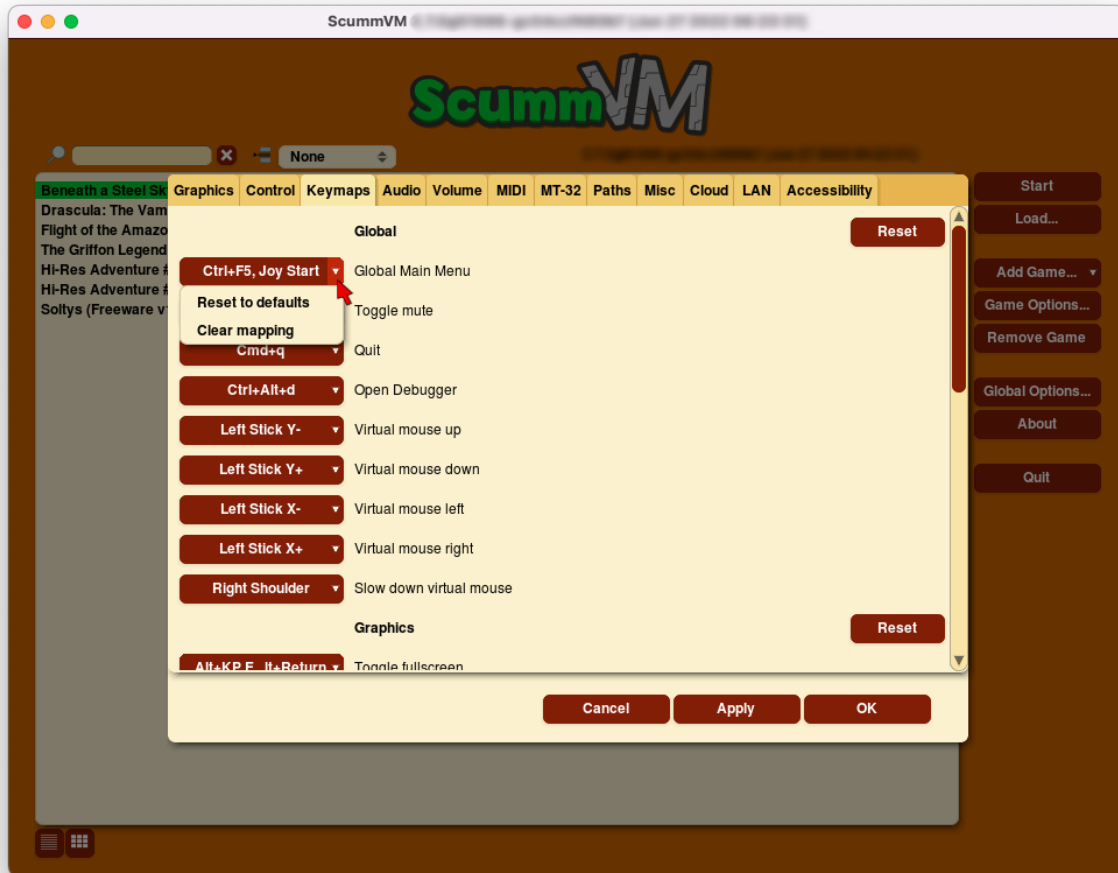 ScummVM
ScummVM
None
Beneath a Steel Sk
Drascula: The Vam
Flight of the Amazo
The Griffon Legend
Hi-Res Adventure #
Hi-Res Adventure #
Soltys (Freeware v
Graphics Control Keymaps Audio Volume MIDI MT-32 Paths Misc Cloud LAN Accessibility
Global Reset
Ctrl+F5, Joy Start Global Main Menu
Reset to defaults
Toggle mute
Clear mapping
Cmd+q Quit
Ctrl+Alt+d Open Debugger
Left Stick Y- Virtual mouse up
Left Stick Y+ Virtual mouse down
Left Stick X- Virtual mouse left
Left Stick X+ Virtual mouse right
Right Shoulder Slow down virtual mouse
Graphics Reset
Alt+KP E...lt+Return Toggle fullscreen
Cancel Apply OK
Start
Load...
Add Game...
Game Options...
Remove Game
Global Options...
About
Quit